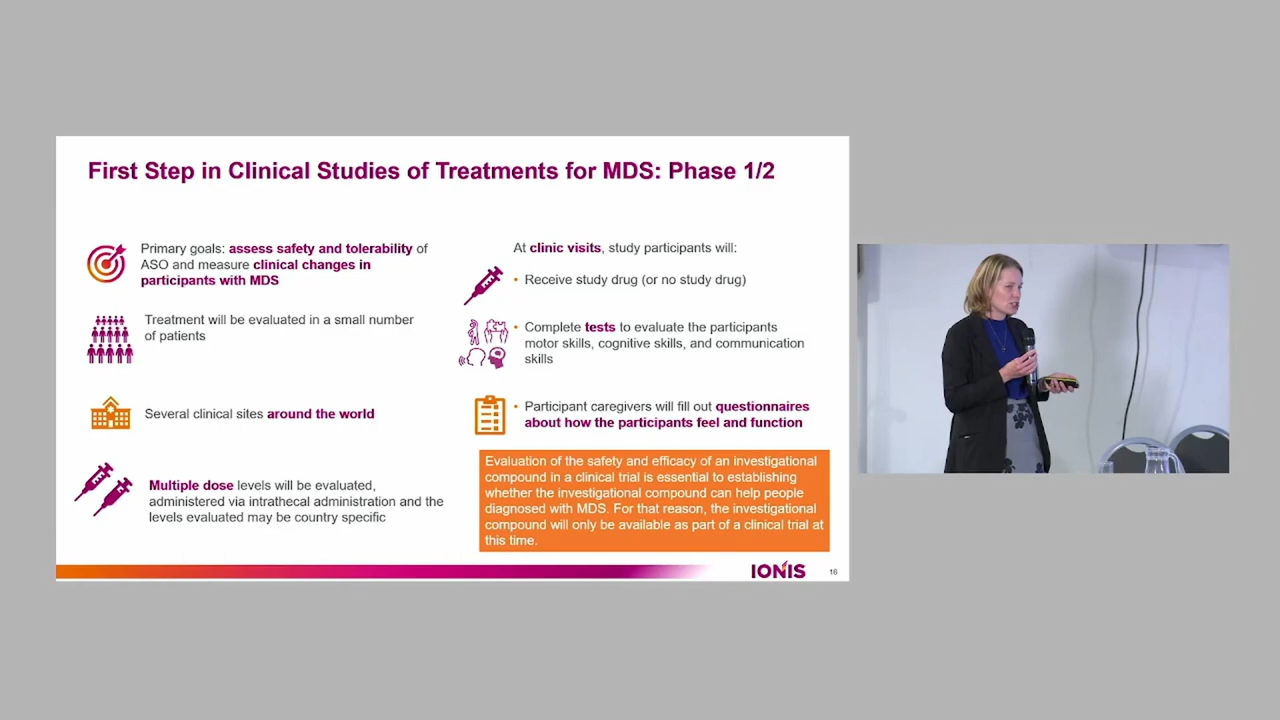 First Step in Clinical Studies of Treatments for MDS: Phase 1/2
Primary goals: assess safety and tolerability of
ASO and measure clinical changes in
participants with MDS
Treatment will be evaluated in a small number
of patients
Several clinical sites around the world
Multiple dose levels will be evaluated,
administered via intrathecal administration and the
levels evaluated may be country specific
At clinic visits, study participants will:
• Receive study drug (or no study drug)
• Complete tests to evaluate the participants
motor skills, cognitive skills, and communication
skills
• Participant caregivers will fill out questionnaires
about how the participants feel and function
Evaluation of the safety and efficacy of an investigational
compound in a clinical trial is essential to establishing
whether the investigational compound can help people
diagnosed with MDS. For that reason, the investigational
compound will only be available as part of a clinical trial at
this time.
IONIS
16